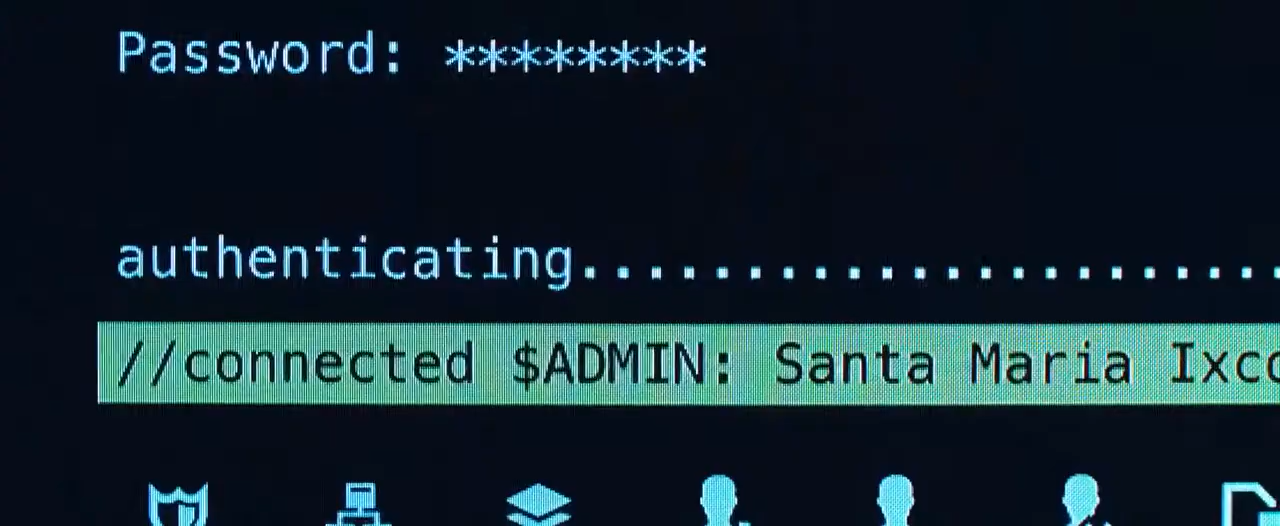 Password: ********
authenticating....................
//connected $ADMIN: Santa Maria